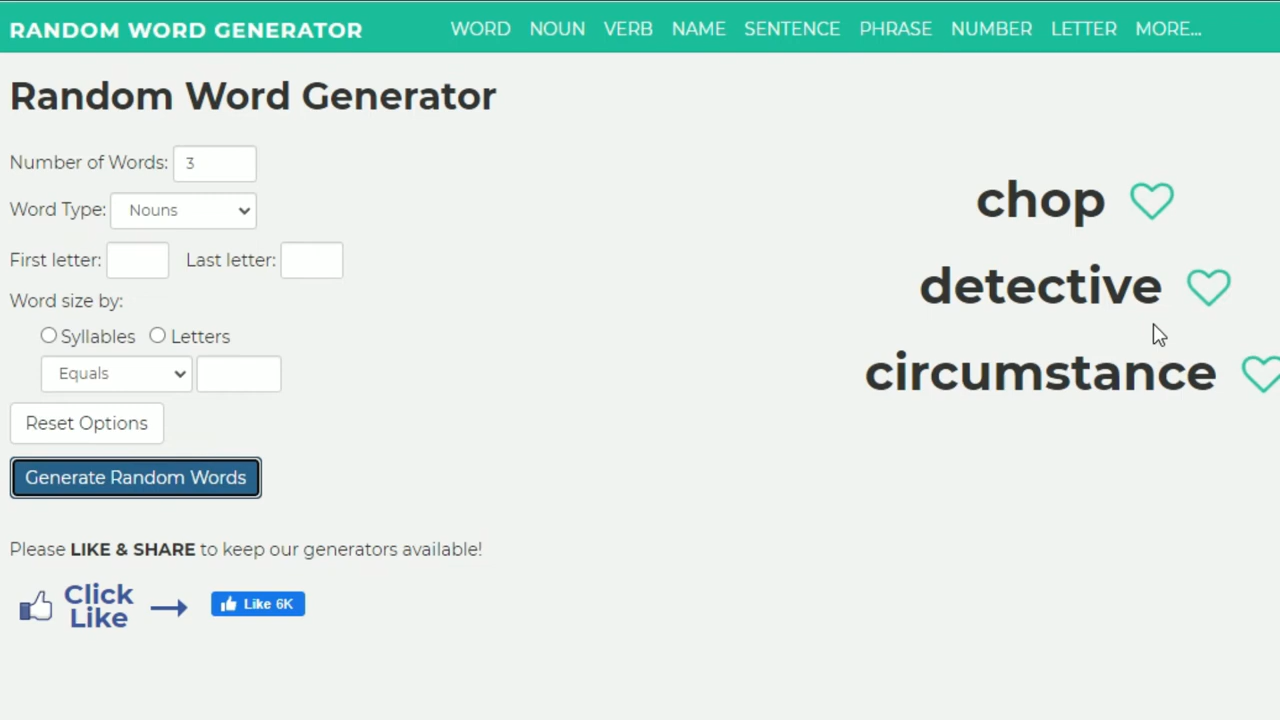 RANDOM WORD GENERATOR WORD NOUN VERB NAME SENTENCE PHRASE NUMBER LETTER MORE...
Random Word Generator
Number of Words: 3
Word Type: Nouns
First letter: Last letter:
Word size by:
Syllables Letters
Equals
Reset Options
Generate Random Words
Please LIKE & SHARE to keep our generators available!
Click
Like
Like 6K
chop
detective
circumstance